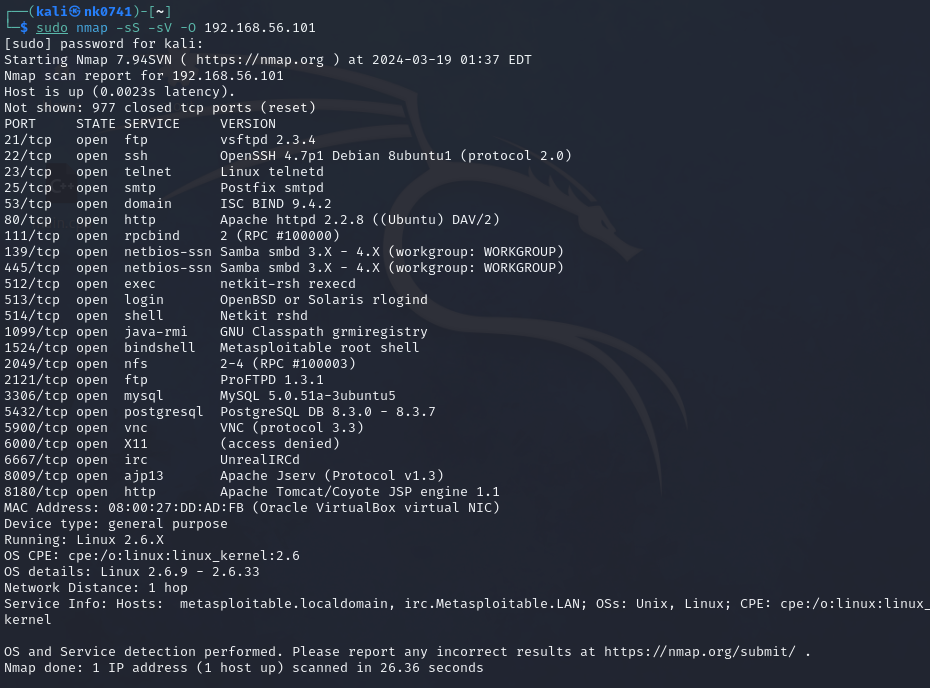 ┌──(kali㉿nk0741)-[~]
└─$ sudo nmap -sS -sV -O 192.168.56.101
[sudo] password for kali:
Starting Nmap 7.94SVN ( https://nmap.org ) at 2024-03-19 01:37 EDT
Nmap scan report for 192.168.56.101
Host is up (0.0023s latency).
Not shown: 977 closed tcp ports (reset)
PORT     STATE SERVICE     VERSION
21/tcp   open  ftp         vsftpd 2.3.4
22/tcp   open  ssh         OpenSSH 4.7p1 Debian 8ubuntu1 (protocol 2.0)
23/tcp   open  telnet      Linux telnetd
25/tcp   open  smtp        Postfix smtpd
53/tcp   open  domain      ISC BIND 9.4.2
80/tcp   open  http        Apache httpd 2.2.8 ((Ubuntu) DAV/2)
111/tcp  open  rpcbind     2 (RPC #100000)
139/tcp  open  netbios-ssn Samba smbd 3.X - 4.X (workgroup: WORKGROUP)
445/tcp  open  netbios-ssn Samba smbd 3.X - 4.X (workgroup: WORKGROUP)
512/tcp  open  exec        netkit-rsh rexecd
513/tcp  open  login       OpenBSD or Solaris rlogind
514/tcp  open  shell       Netkit rshd
1099/tcp open  java-rmi    GNU Classpath grmiregistry
1524/tcp open  bindshell   Metasploitable root shell
2049/tcp open  nfs         2-4 (RPC #100003)
2121/tcp open  ftp         ProFTPD 1.3.1
3306/tcp open  mysql       MySQL 5.0.51a-3ubuntu5
5432/tcp open  postgresql  PostgreSQL DB 8.3.0 - 8.3.7
5900/tcp open  vnc         VNC (protocol 3.3)
6000/tcp open  X11         (access denied)
6667/tcp open  irc         UnrealIRCd
8009/tcp open  ajp13       Apache Jserv (Protocol v1.3)
8180/tcp open  http        Apache Tomcat/Coyote JSP engine 1.1
MAC Address: 08:00:27:DD:AD:FB (Oracle VirtualBox virtual NIC)
Device type: general purpose
Running: Linux 2.6.X
OS CPE: cpe:/o:linux:linux_kernel:2.6
OS details: Linux 2.6.9 - 2.6.33
Network Distance: 1 hop
Service Info: Hosts:  metasploitable.localdomain, irc.Metasploitable.LAN; OSs: Unix, Linux; CPE: cpe:/o:linux:linux_
kernel

OS and Service detection performed. Please report any incorrect results at https://nmap.org/submit/ .
Nmap done: 1 IP address (1 host up) scanned in 26.36 seconds